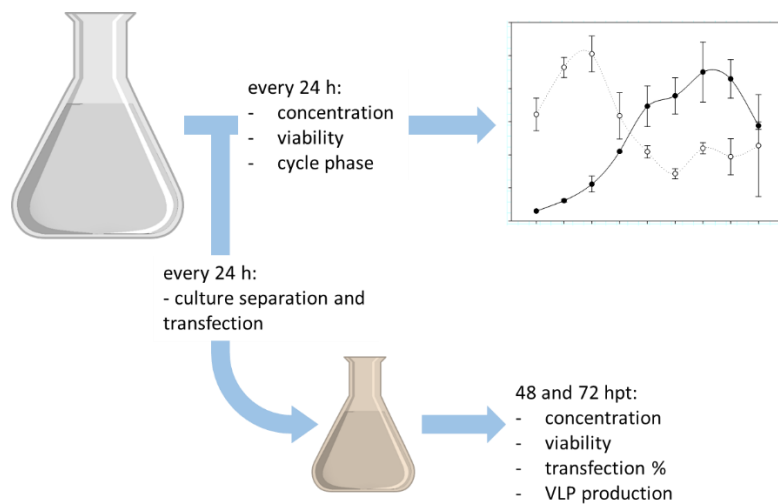 every 24 h:
- concentration
- viability
- cycle phase
every 24 h:
- culture separation and
transfection
48 and 72 hpt:
- concentration
- viability
- transfection %
- VLP production